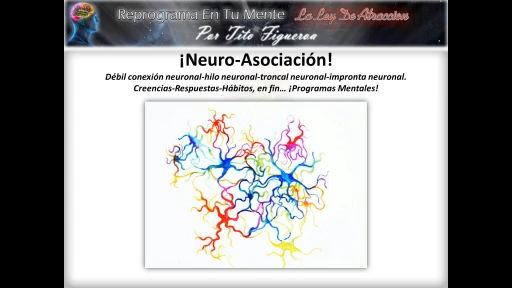 Reprograma En Tu Mente La Ley De Atraccion
Por Tito Figueroa
¡Neuro-Asociación!
Débil conexión neuronal-hilo neuronal-troncal neuronal-impronta neuronal.
Creencias-Respuestas-Hábitos, en fin... ¡Programas Mentales!